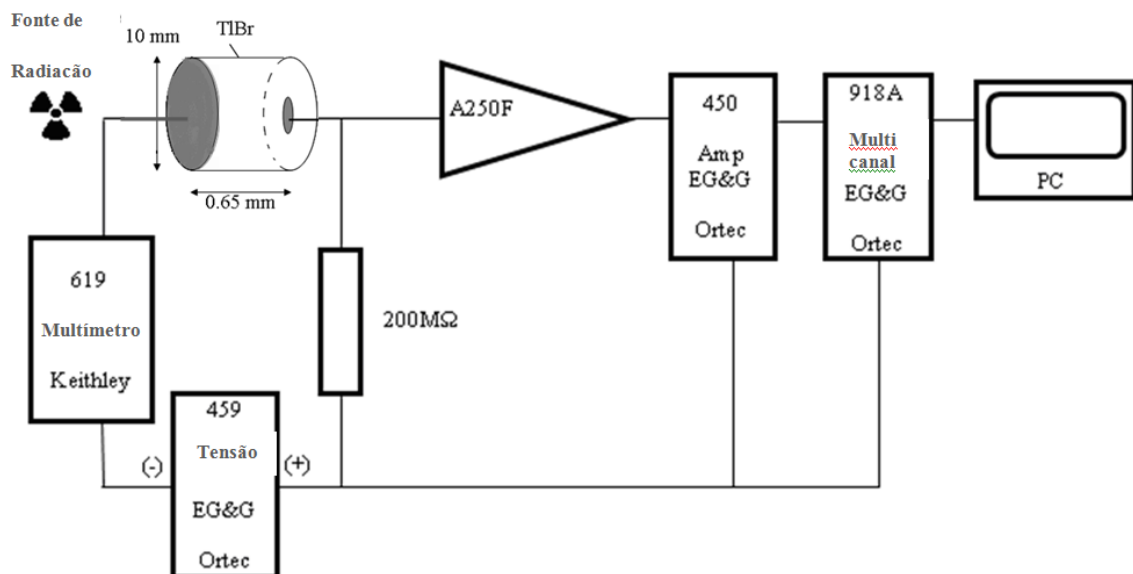 Fonte de
Radiacão
10 mm
TlBr
0.65 mm
A250F
450
Amp
EG&G
Ortec
918A
Multi
canal
EG&G
Ortec
PC
619
Multímetro
Keithley
200MΩ
(-)
459
Tensão
EG&G
Ortec
(+)